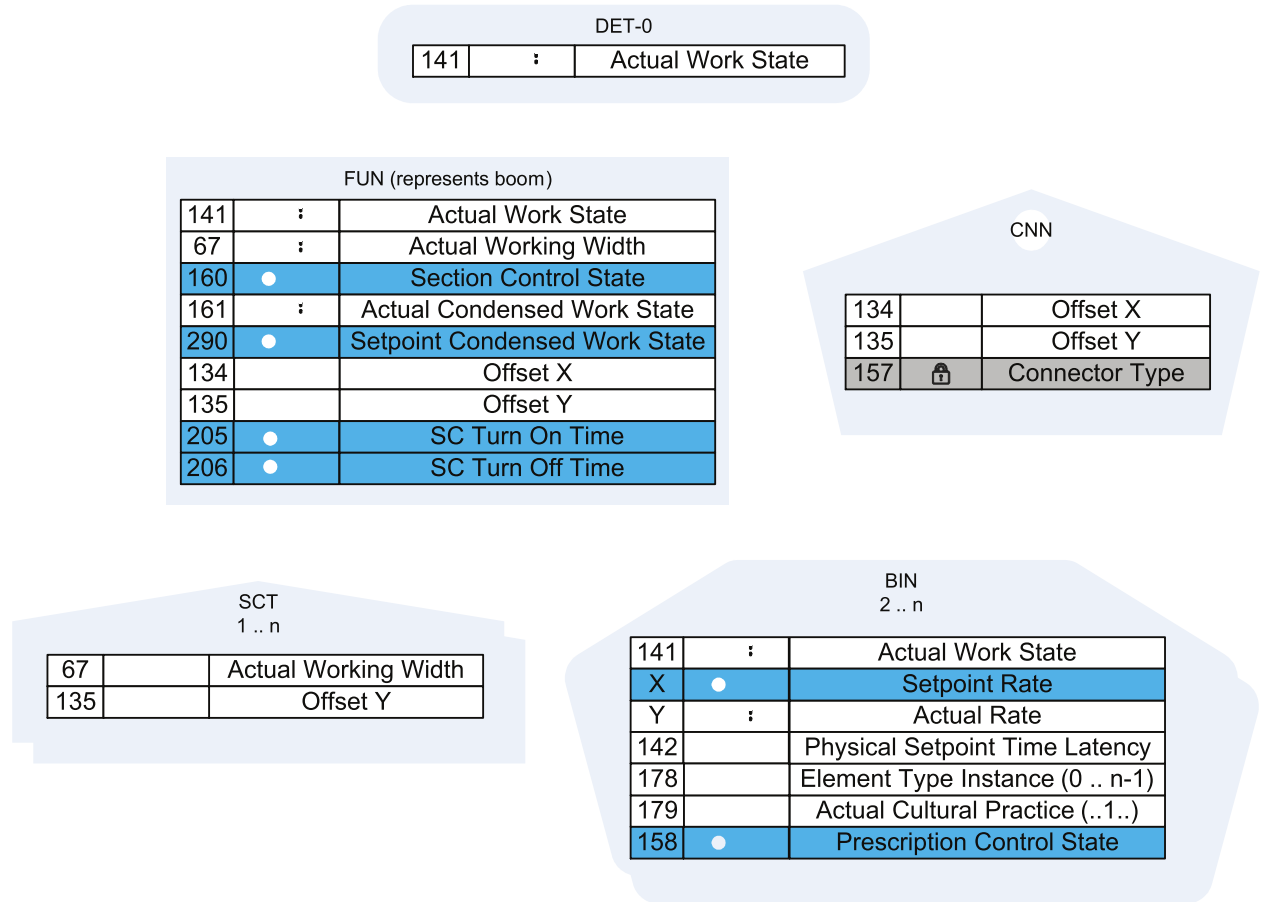 DET-0
141 : Actual Work State
FUN (represents boom)
141 : Actual Work State
67 : Actual Working Width
160 Section Control State
161 : Actual Condensed Work State
290 Setpoint Condensed Work State
134 Offset X
135 Offset Y
205 SC Turn On Time
206 SC Turn Off Time
CNN
134 Offset X
135 Offset Y
157 Connector Type
SCT
1 .. n
67 Actual Working Width
135 Offset Y
BIN
2 .. n
141 : Actual Work State
X Setpoint Rate
Y : Actual Rate
142 Physical Setpoint Time Latency
178 Element Type Instance (0 .. n-1)
179 Actual Cultural Practice (..1..)
158 Prescription Control State